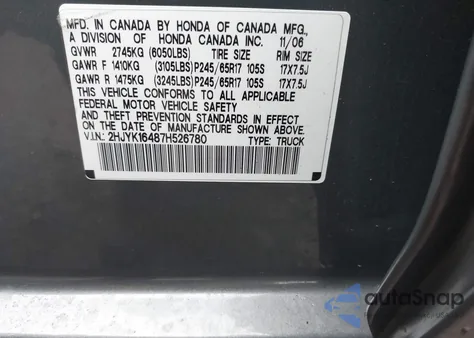 MFD. IN CANADA BY HONDA OF CANADA MFG.,
A DIVISION OF HONDA CANADA INC. 11/06
GVWR 2745KG (6050LBS) TIRE SIZE RIM SIZE
GAWR F 1410KG (3105LBS)P245/65R17 105S 17X7.5J
GAWR R 1475KG (3245LBS)P245/65R17 105S 17X7.5J
THIS VEHICLE CONFORMS TO ALL APPLICABLE
FEDERAL MOTOR VEHICLE SAFETY
AND THEFT PREVENTION STANDARDS IN EFFECT
ON THE DATE OF MANUFACTURE SHOWN ABOVE.
V.I.N.: 2HJYK16487H526780 TYPE: TRUCK
autoSnap